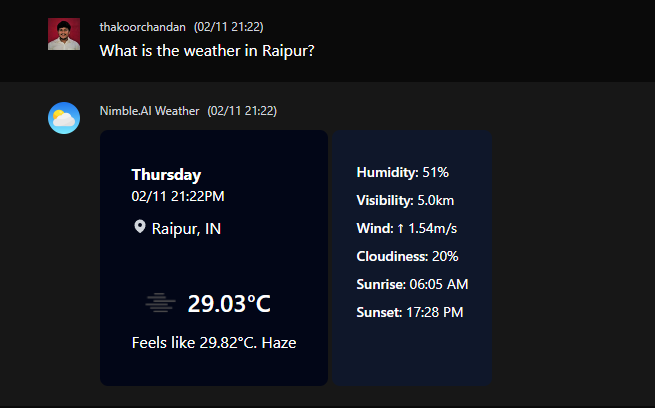 thakoorchandan (02/11 21:22)
What is the weather in Raipur?
Nimble.AI Weather (02/11 21:22)
Thursday
02/11 21:22PM
Raipur, IN
29.03°C
Feels like 29.82°C. Haze
Humidity: 51%
Visibility: 5.0km
Wind: ↑ 1.54m/s
Cloudiness: 20%
Sunrise: 06:05 AM
Sunset: 17:28 PM